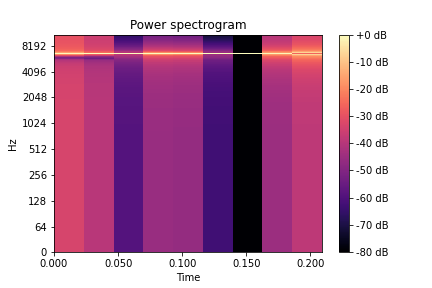 Power spectrogram
Hz
8192
4096
2048
1024
512
256
128
64
0
0.000 0.050 0.100 0.150 0.200
Time
+0 dB
-10 dB
-20 dB
-30 dB
-40 dB
-50 dB
-60 dB
-70 dB
-80 dB